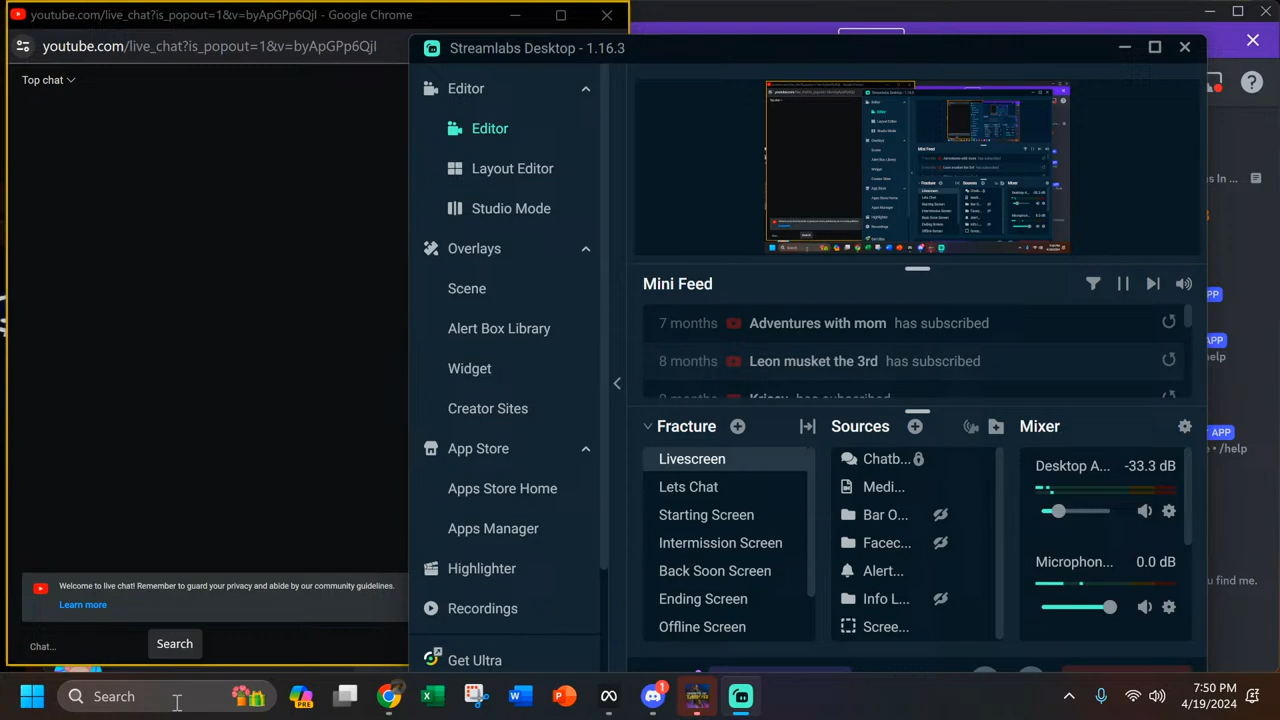 youtube.com/live_chat?is_popout=1&v=byApGPp6QjI - Google Chrome
youtube.com/live_chat?is_popout=1&v=byApGPp6QjI
Top chat
Welcome to live chat! Remember to guard your privacy and abide by our community guidelines.
Learn more
Chat...
Search
Streamlabs Desktop - 1.16.3
Editor
Editor
Layout Editor
Studio Mode
Overlays
Scene
Alert Box Library
Widget
Creator Sites
App Store
Apps Store Home
Apps Manager
Highlighter
Recordings
Get Ultra
Mini Feed
7 months Adventures with mom has subscribed
8 months Leon musket the 3rd has subscribed
Fracture
Livescreen
Lets Chat
Starting Screen
Intermission Screen
Back Soon Screen
Ending Screen
Offline Screen
Sources
Chatb...
Medi...
Bar O...
Facec...
Alert...
Info L...
Scree...
Mixer
Desktop A... -33.3 dB
Microphon... 0.0 dB
s In ...
APP
APP
/help
APP
• /help
u find me.
Search
PRE
1
7:50 PM
4/19/2024